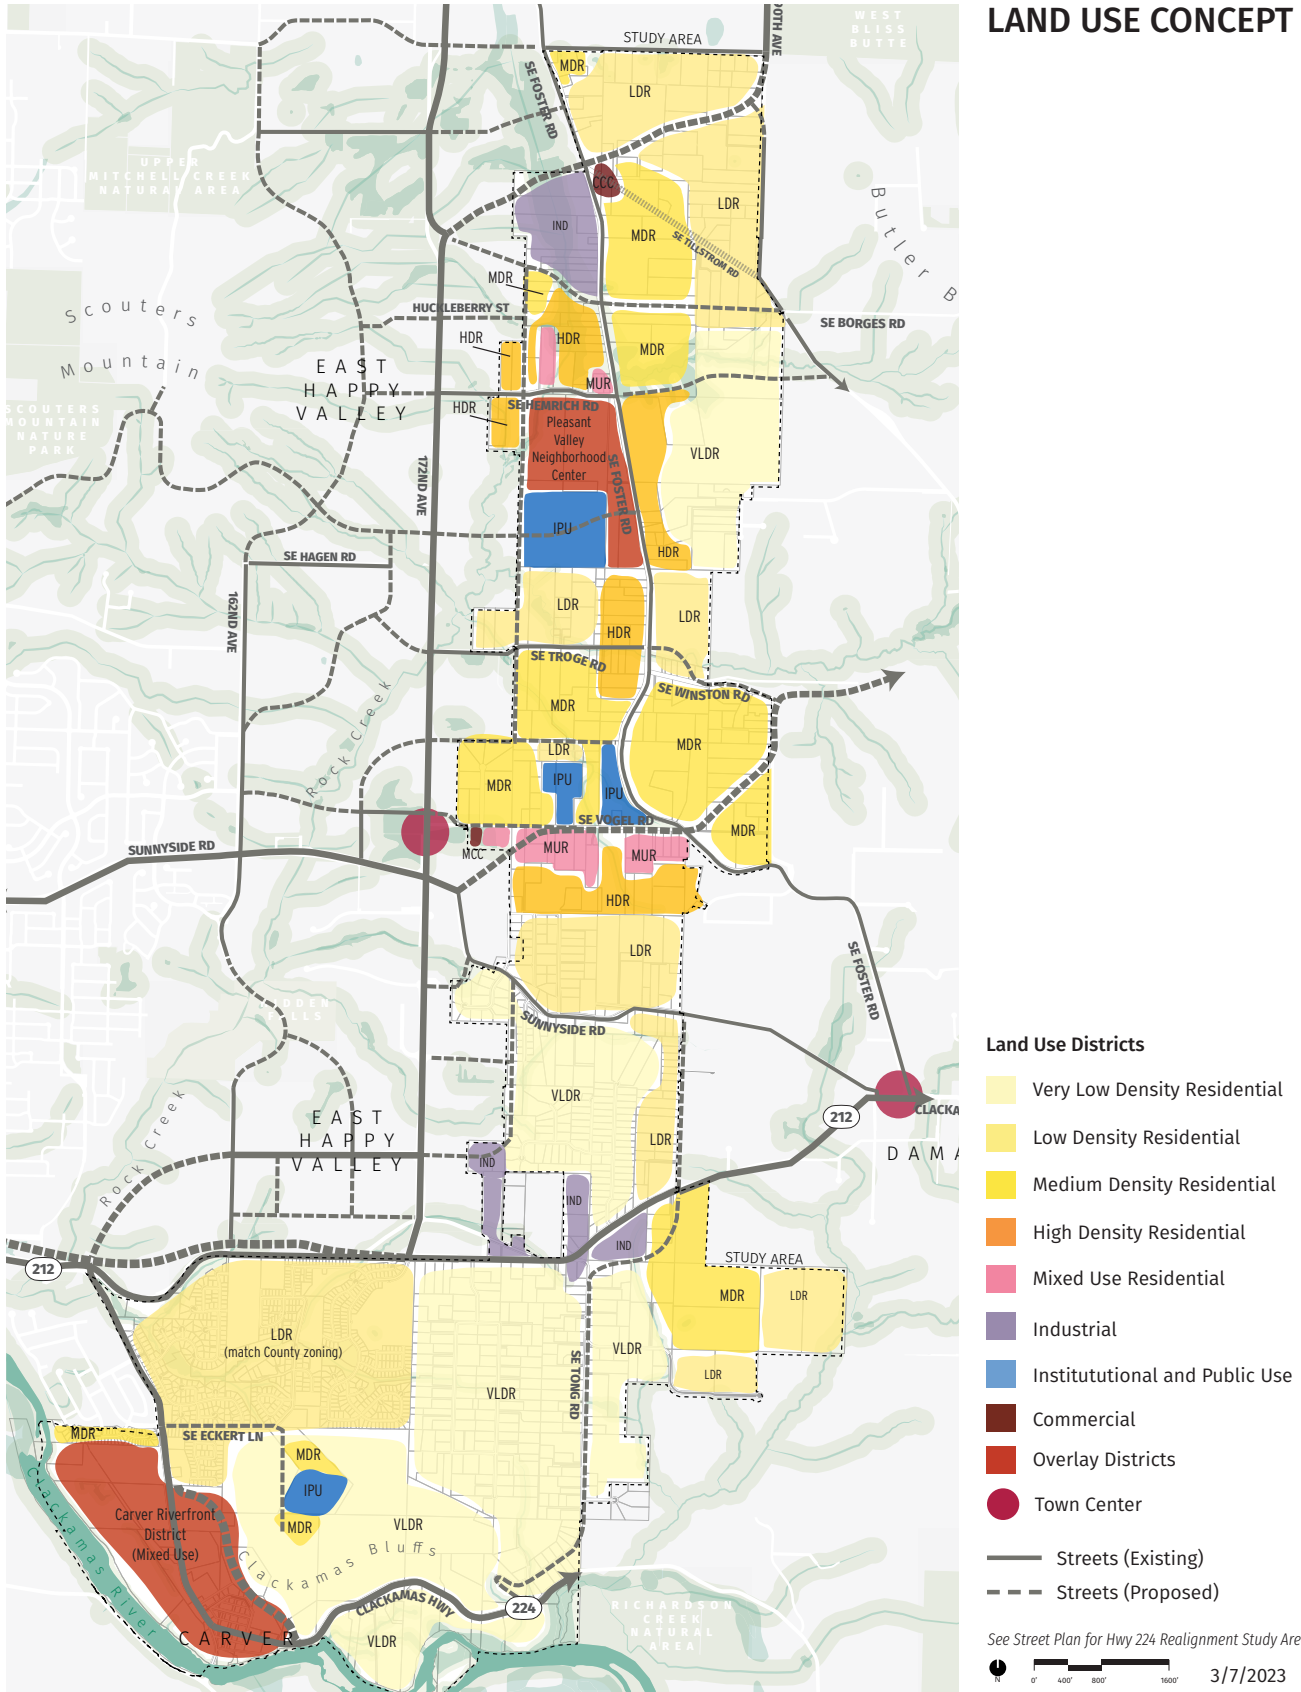 LAND USE CONCEPT
WEST
BLISS
BUTTE
STUDY AREA
MDR
LDR
SE FOSTER RD
UPPER
MITCHELL CREEK
NATURAL AREA
CCC
LDR
IND
MDR
SE TILLSTROM RD
Butler B
MDR
HUCKLEBERRY ST
SE BORGES RD
Scouters
Mountain
HDR
HDR
MDR
EAST
HAPPY
VALLEY
MUR
SCOUTERS
MOUNTAIN
NATURE
PARK
HDR
SE HEMRICH RD
Pleasant
Valley
Neighborhood
Center
VLDR
172ND AVE
SE FOSTER RD
IPU
HDR
SE HAGEN RD
162ND AVE
LDR
LDR
HDR
SE TROGE RD
SE WINSTON RD
Rock Creek
MDR
MDR
LDR
IPU
MDR
IPU
SE VOGEL RD
MDR
SUNNYSIDE RD
MCC
MUR
MUR
HDR
LDR
SE FOSTER RD
SUNNYSIDE RD
VLDR
Rock Creek
EAST
HAPPY
VALLEY
212
CLACKA
DAMA
LDR
IND
IND
IND
STUDY AREA
212
MDR
LDR
LDR
(match County zoning)
VLDR
LDR
VLDR
SE TONG RD
MDR
SE ECKERT LN
MDR
IPU
MDR
VLDR
Carver Riverfront
District
(Mixed Use)
Clackamas Bluffs
Clackamas River
CLACKAMAS HWY
224
RICHARDSON
CREEK
NATURAL
AREA
CARVER
VLDR
Land Use Districts
Very Low Density Residential
Low Density Residential
Medium Density Residential
High Density Residential
Mixed Use Residential
Industrial
Institututional and Public Use
Commercial
Overlay Districts
Town Center
Streets (Existing)
Streets (Proposed)
See Street Plan for Hwy 224 Realignment Study Are
N
0' 400' 800' 1600'
3/7/2023